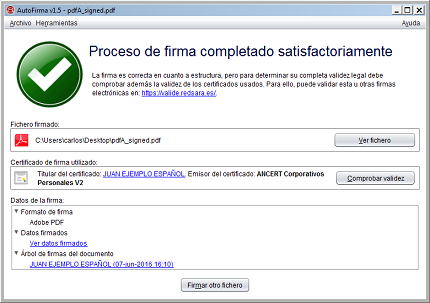 AutoFirma v1.5 - pdfA_signed.pdf
Archivo Herramientas Ayuda
Proceso de firma completado satisfactoriamente
La firma es correcta en cuanto a estructura, pero para determinar su completa validez legal debe
comprobar además la validez de los certificados usados. Para ello, puede validar esta u otras firmas
electrónicas en: https://valide.redsara.es/.
Fichero firmado:
C:\Users\carlos\Desktop\pdfA_signed.pdf Ver fichero
Certificado de firma utilizado:
Titular del certificado: JUAN EJEMPLO ESPAÑOL. Emisor del certificado: ANCERT Corporativos
Personales V2
Comprobar validez
Datos de la firma:
Formato de firma
Adobe PDF
Datos firmados
Ver datos firmados
Árbol de firmas del documento
JUAN EJEMPLO ESPAÑOL (07-jun-2016 16:10)
Firmar otro fichero